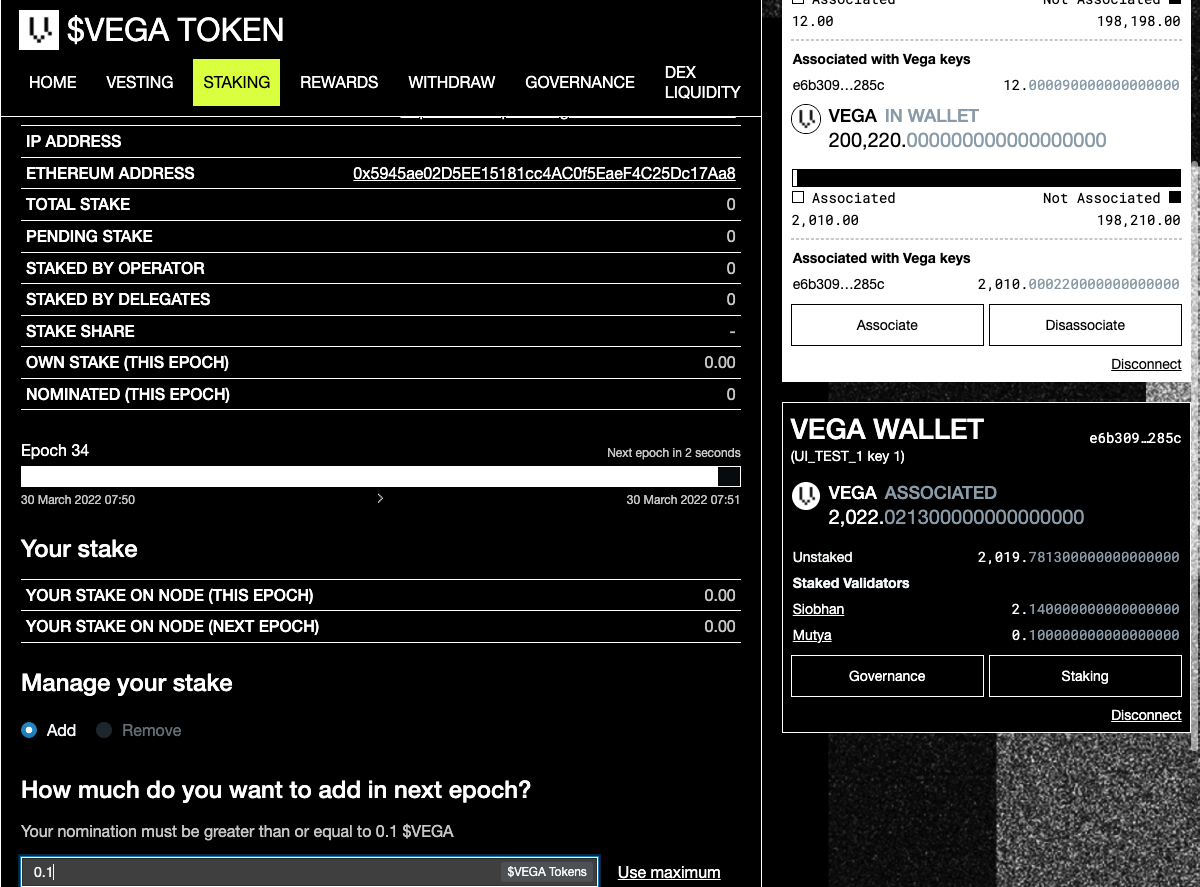 $VEGA TOKEN
HOME VESTING STAKING REWARDS WITHDRAW GOVERNANCE DEX LIQUIDITY
IP ADDRESS
ETHEREUM ADDRESS 0x5945ae02D5EE15181cc4AC0f5EaeF4C25Dc17Aa8
TOTAL STAKE 0
PENDING STAKE 0
STAKED BY OPERATOR 0
STAKED BY DELEGATES 0
STAKE SHARE -
OWN STAKE (THIS EPOCH) 0.00
NOMINATED (THIS EPOCH) 0
Epoch 34 Next epoch in 2 seconds
30 March 2022 07:50 30 March 2022 07:51
Your stake
YOUR STAKE ON NODE (THIS EPOCH) 0.00
YOUR STAKE ON NODE (NEXT EPOCH) 0.00
Manage your stake
Add Remove
How much do you want to add in next epoch?
Your nomination must be greater than or equal to 0.1 $VEGA
0.1 $VEGA Tokens Use maximum
Associated Not Associated
12.00 198,198.00
Associated with Vega keys
e6b309…285c 12.000090000000000000
VEGA IN WALLET
200,220.000000000000000000
Associated Not Associated
2,010.00 198,210.00
Associated with Vega keys
e6b309…285c 2,010.000220000000000000
Associate Disassociate
Disconnect
VEGA WALLET e6b309…285c
(UI_TEST_1 key 1)
VEGA ASSOCIATED
2,022.021300000000000000
Unstaked 2,019.781300000000000000
Staked Validators
Siobhan 2.140000000000000000
Mutya 0.100000000000000000
Governance Staking
Disconnect